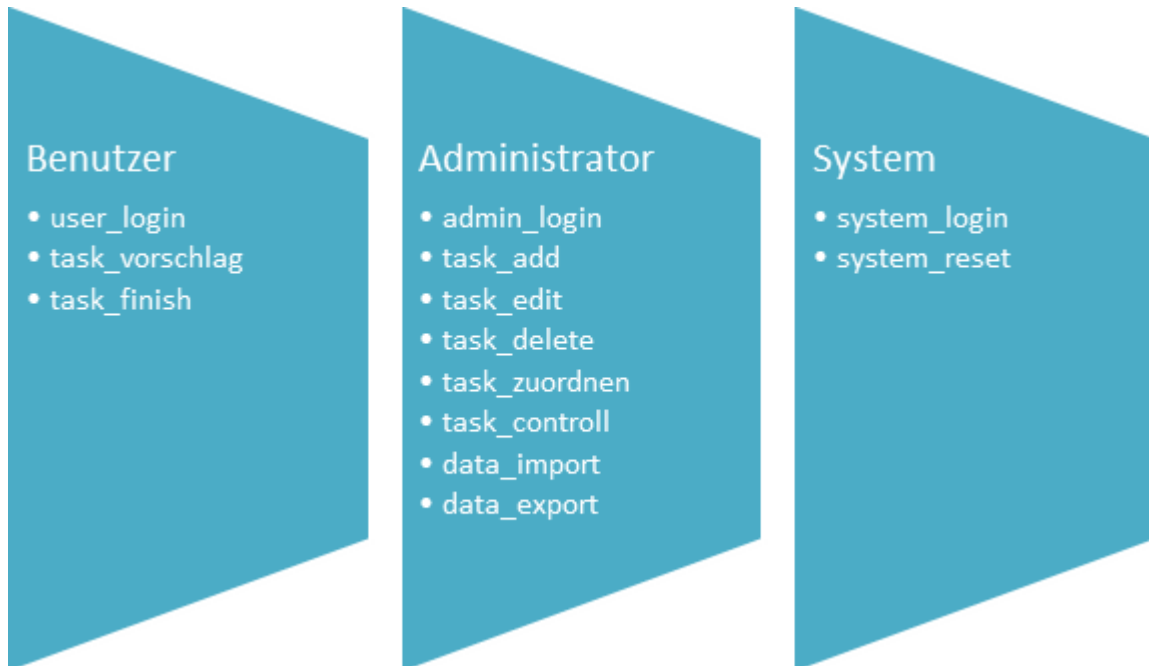 Benutzer
• user_login
• task_vorschlag
• task_finish
Administrator
• admin_login
• task_add
• task_edit
• task_delete
• task_zuordnen
• task_controll
• data_import
• data_export
System
• system_login
• system_reset